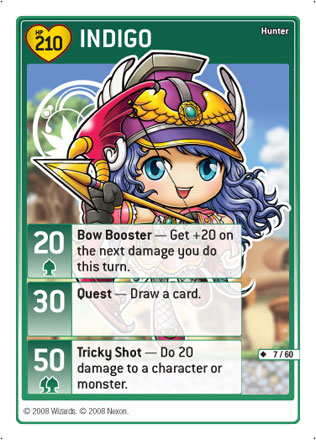 HP
210
INDIGO
Hunter
20
Bow Booster — Get +20 on
the next damage you do
this turn.
30
Quest — Draw a card.
50
Tricky Shot — Do 20
damage to a character or
monster.
7 / 60
© 2008 Wizards. © 2008 Nexon.